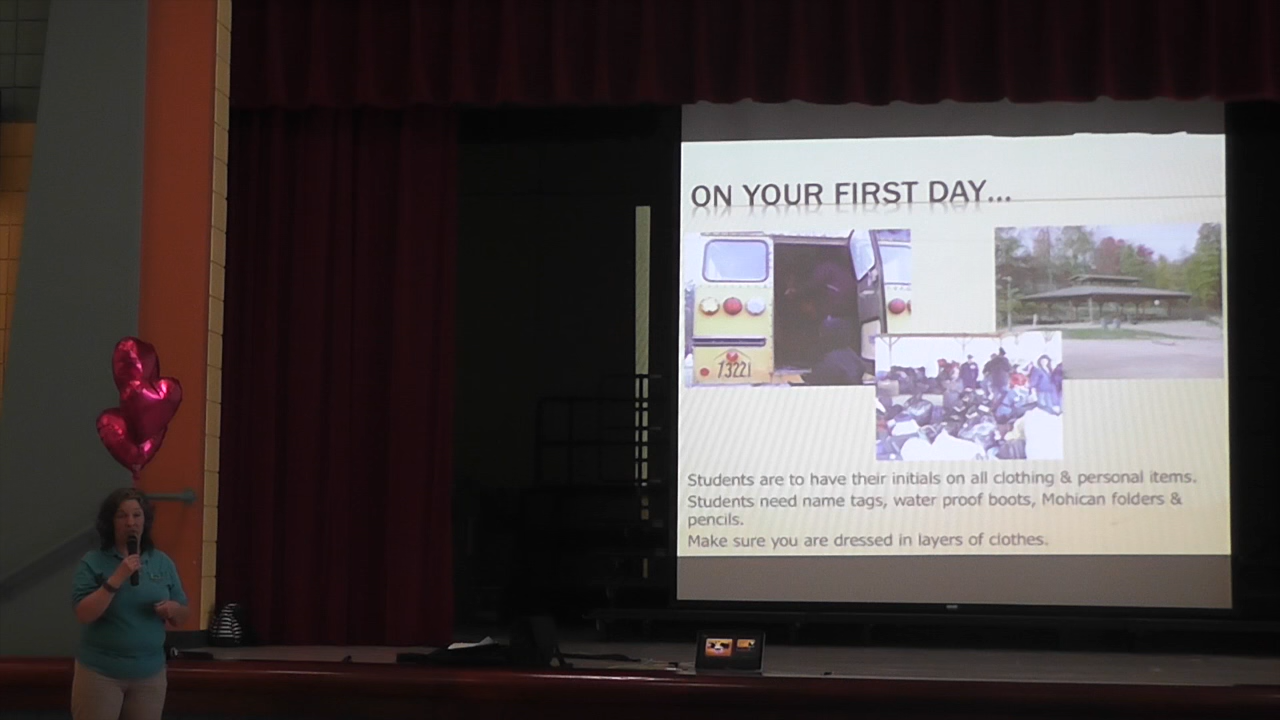 ON YOUR FIRST DAY...
73221
Students are to have their initials on all clothing & personal items.
Students need name tags, water proof boots, Mohican folders &
pencils.
Make sure you are dressed in layers of clothes.